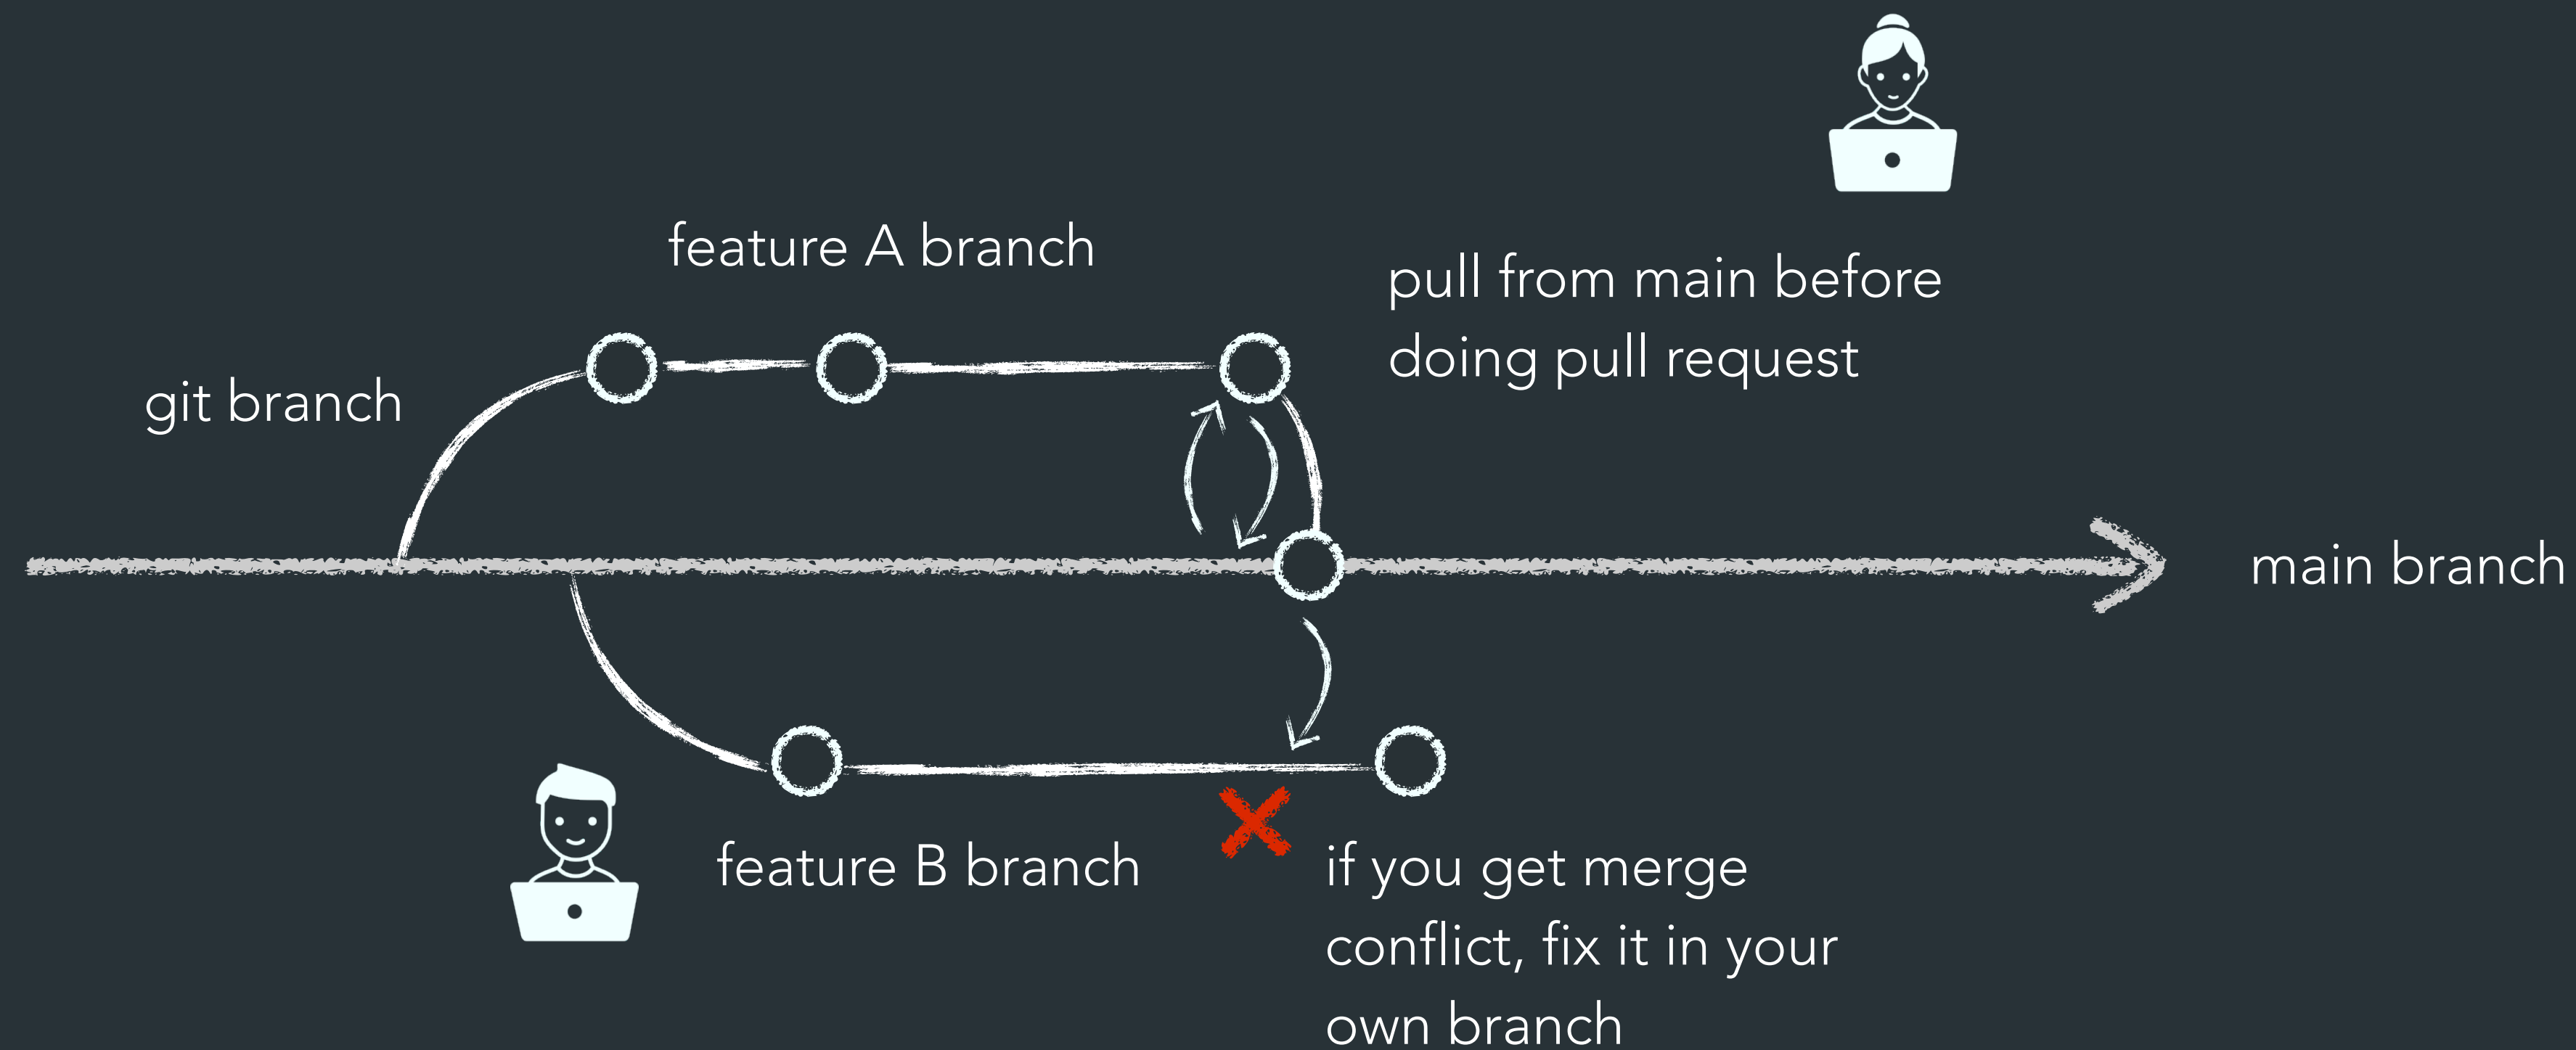 feature A branch
pull from main before
doing pull request
git branch
main branch
feature B branch
if you get merge
conflict, fix it in your
own branch